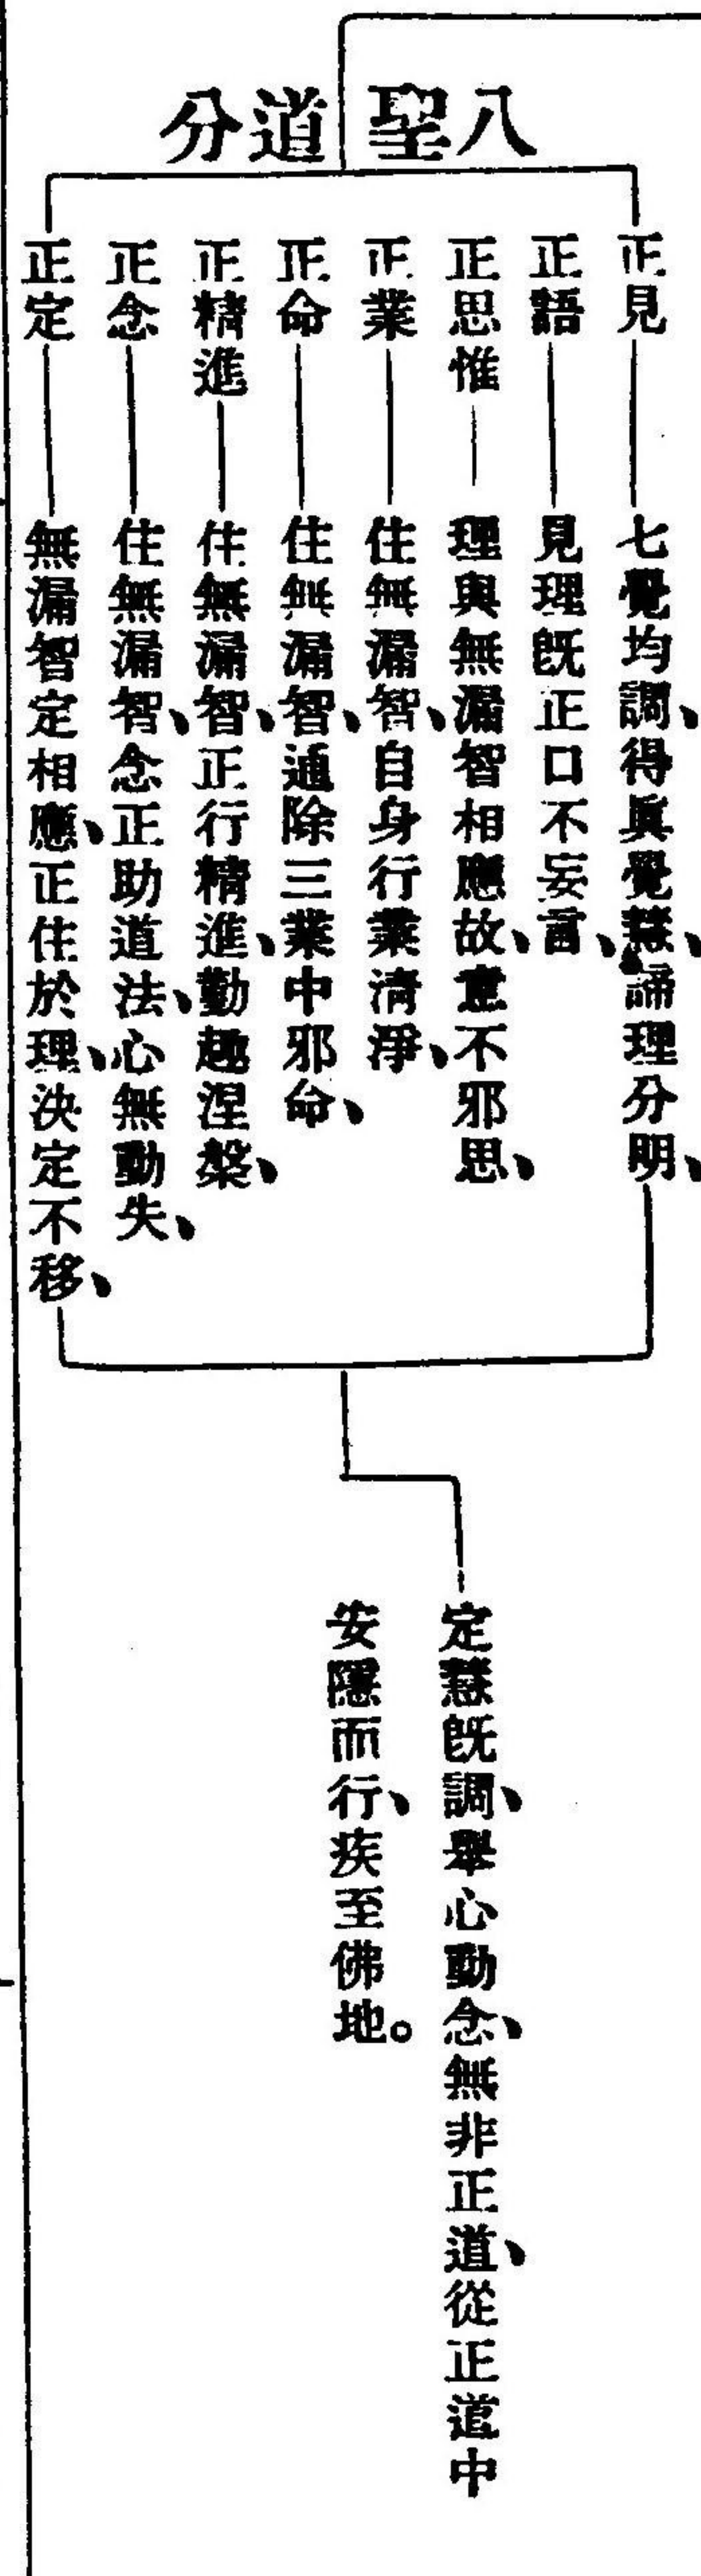 八聖道分
正見
七覺均調、得眞覺慧、諦理分明、
正語
見理旣正口不妄言、
正思惟
理與無漏智相應故、意不邪思、
正業
住無漏智、自身行業清淨、
正命
住無漏智、通除三業中邪命、
正精進
住無漏智、正行精進、勤趣涅槃、
正念
住無漏智、念正助道法、心無動失、
正定
無漏智定相應、正住於理、決定不移、
定慧旣調、舉心動念、無非正道、從正道中
安隱而行、疾至佛地。